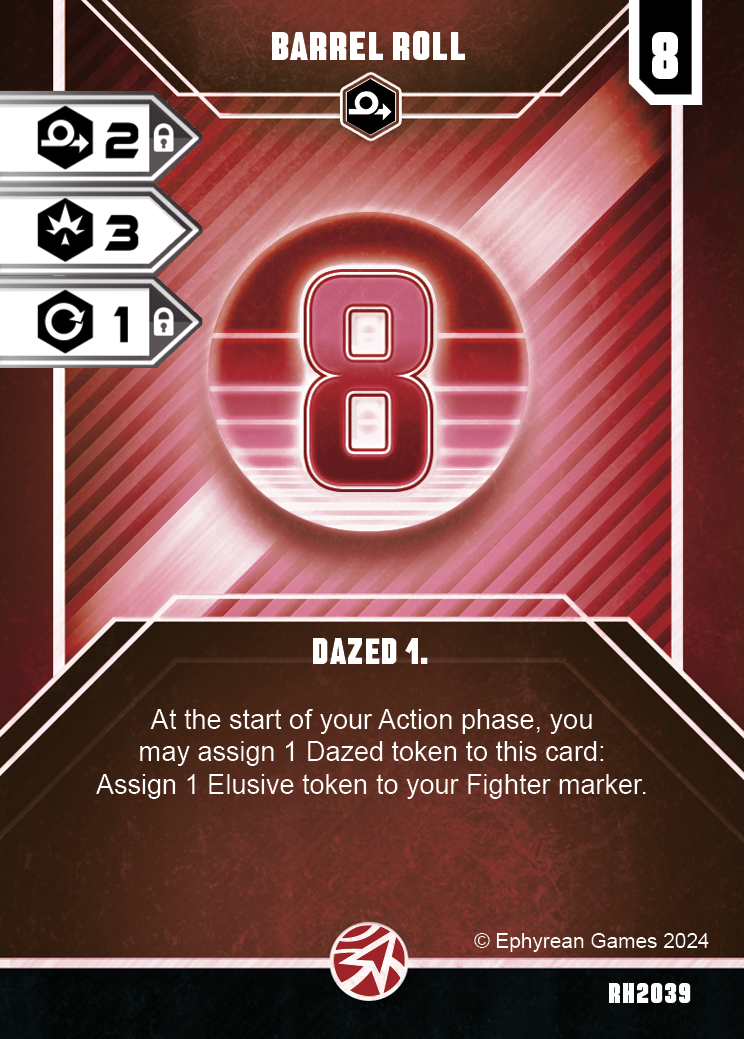 BARREL ROLL
8
2
3
1
8
DAZED 1.
At the start of your Action phase, you
may assign 1 Dazed token to this card:
Assign 1 Elusive token to your Fighter marker.
© Ephyrean Games 2024
RH2039